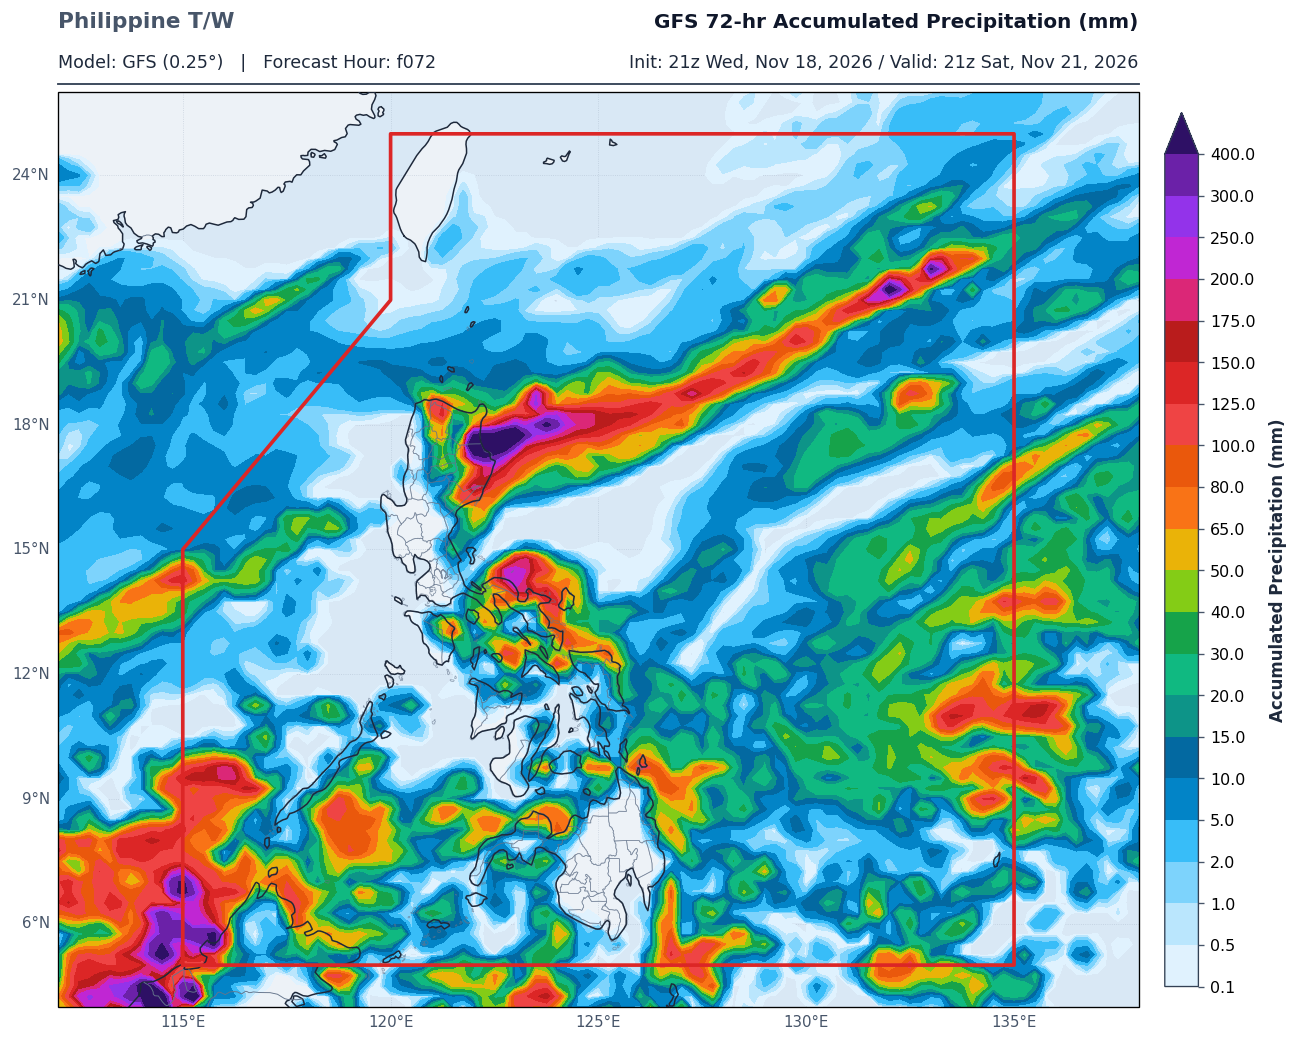 Philippine T/W
GFS 72-hr Accumulated Precipitation (mm)
Model: GFS (0.25°)   |   Forecast Hour: f072
Init: 21z Wed, Nov 18, 2026 / Valid: 21z Sat, Nov 21, 2026
24°N
21°N
18°N
15°N
12°N
9°N
6°N
115°E
120°E
125°E
130°E
135°E
400.0
300.0
250.0
200.0
175.0
150.0
125.0
100.0
80.0
65.0
50.0
40.0
30.0
20.0
15.0
10.0
5.0
2.0
1.0
0.5
0.1
Accumulated Precipitation (mm)